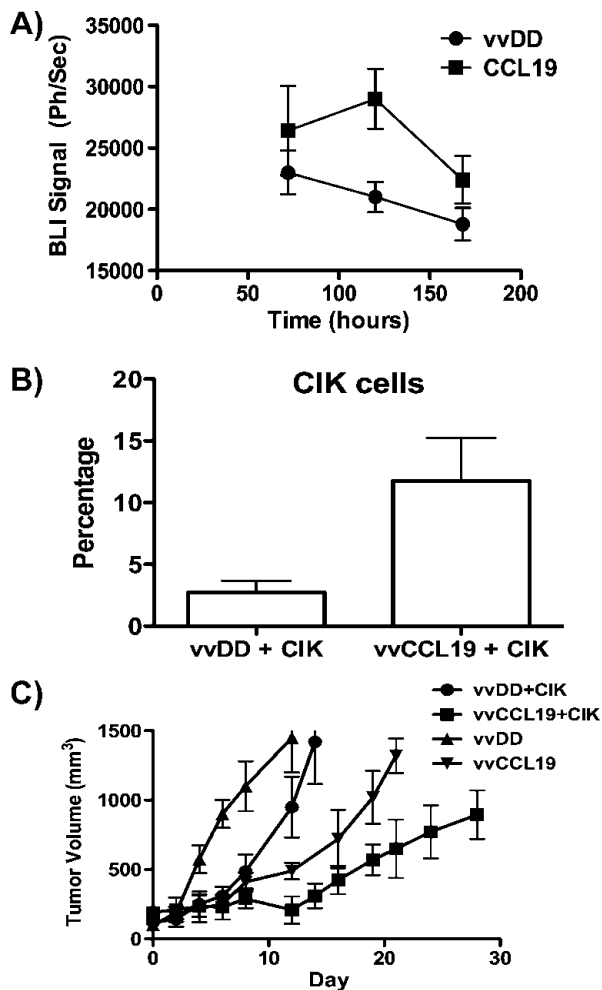 A)
vvDD
CCL19
BLI Signal (Ph/Sec)
35000
30000
25000
20000
15000
0 50 100 150 200
Time (hours)
B)
CIK cells
Percentage
20
15
10
5
0
vvDD + CIK vvCCL19 + CIK
C)
vvDD+CIK
vvCCL19+CIK
vvDD
vvCCL19
Tumor Volume (mm³)
1500
1000
500
0
0 10 20 30
Day